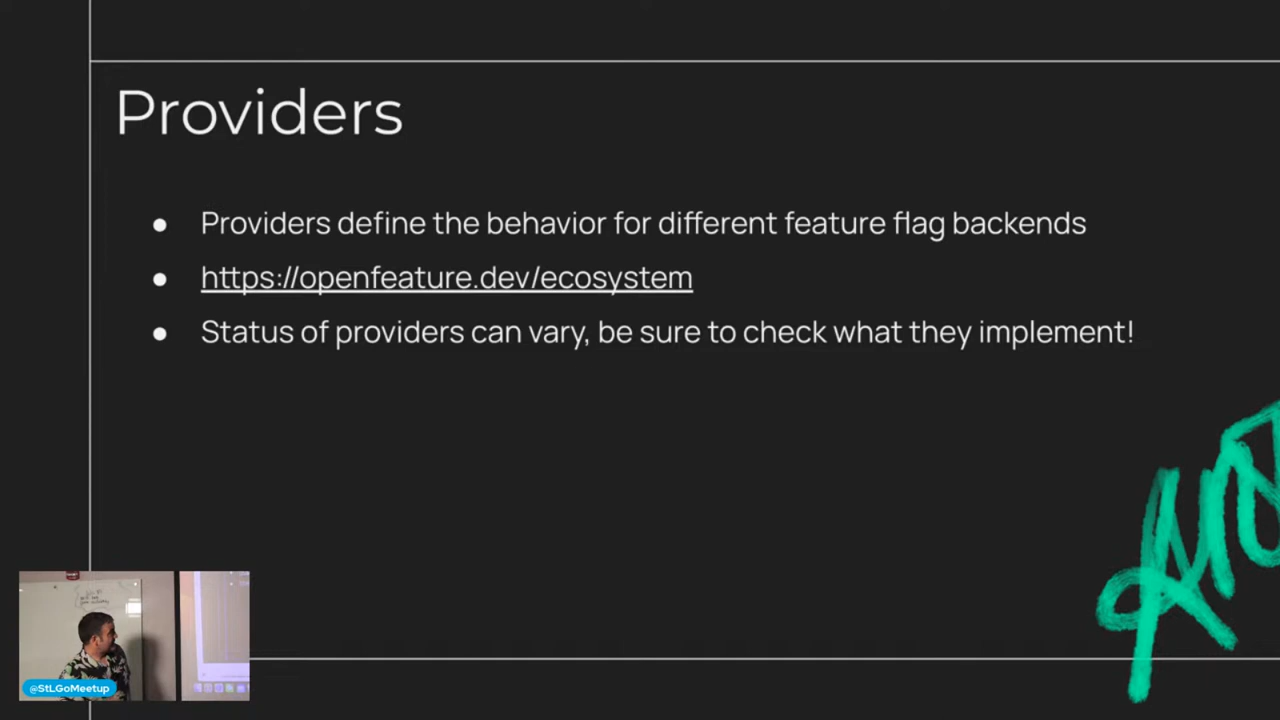 Providers
● Providers define the behavior for different feature flag backends
● https://openfeature.dev/ecosystem
● Status of providers can vary, be sure to check what they implement!
@StLGoMeetup